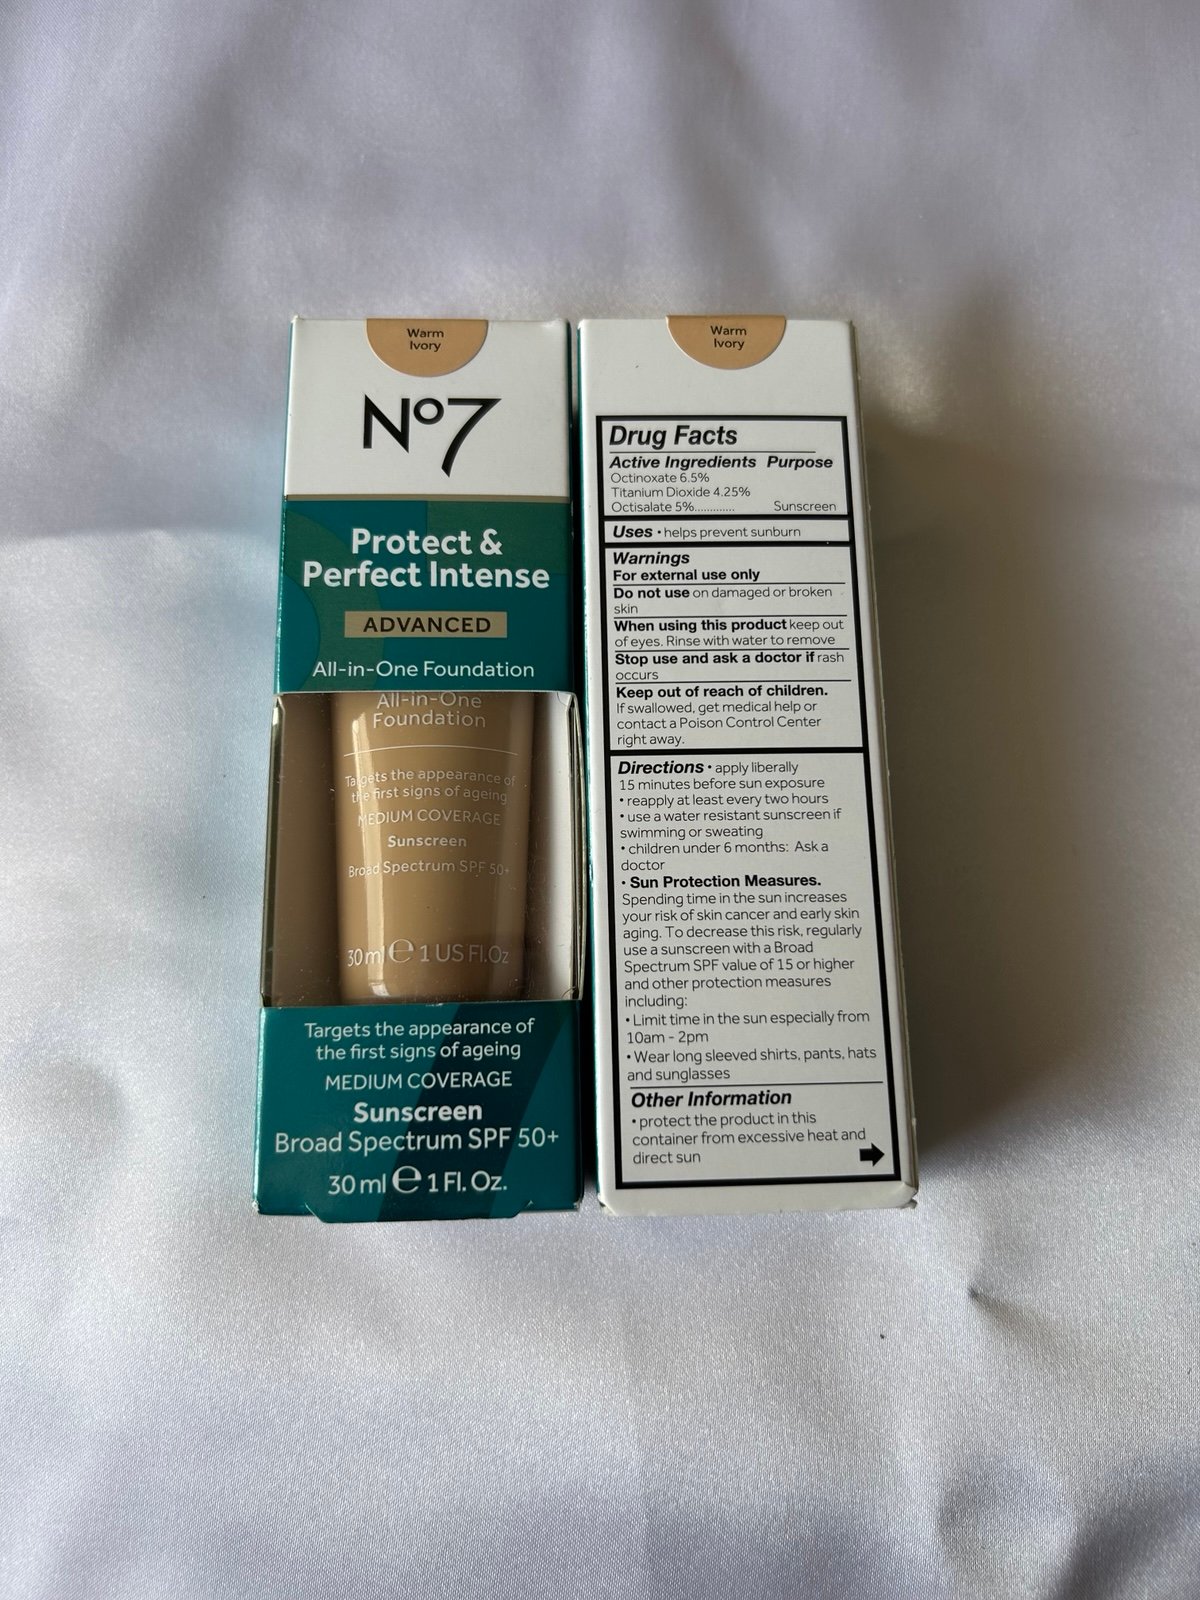 Warm
Ivory
No7
Protect &
Perfect Intense
ADVANCED
All-in-One Foundation
All-in-One
Foundation
Targets the appearance of
the first signs of ageing
MEDIUM COVERAGE
Sunscreen
Broad Spectrum SPF 50+
30 ml e 1 US Fl.Oz
Targets the appearance of
the first signs of ageing
MEDIUM COVERAGE
Sunscreen
Broad Spectrum SPF 50+
30 ml e 1 Fl. Oz.
Warm
Ivory
Drug Facts
Active Ingredients Purpose
Octinoxate 6.5%
Titanium Dioxide 4.25%
Octisalate 5%............. Sunscreen
Uses • helps prevent sunburn
Warnings
For external use only
Do not use on damaged or broken
skin
When using this product keep out
of eyes. Rinse with water to remove
Stop use and ask a doctor if rash
occurs
Keep out of reach of children.
If swallowed, get medical help or
contact a Poison Control Center
right away.
Directions • apply liberally
15 minutes before sun exposure
• reapply at least every two hours
• use a water resistant sunscreen if
swimming or sweating
• children under 6 months: Ask a
doctor
• Sun Protection Measures.
Spending time in the sun increases
your risk of skin cancer and early skin
aging. To decrease this risk, regularly
use a sunscreen with a Broad
Spectrum SPF value of 15 or higher
and other protection measures
including:
• Limit time in the sun especially from
10am - 2pm
• Wear long sleeved shirts, pants, hats
and sunglasses
Other Information
• protect the product in this
container from excessive heat and
direct sun